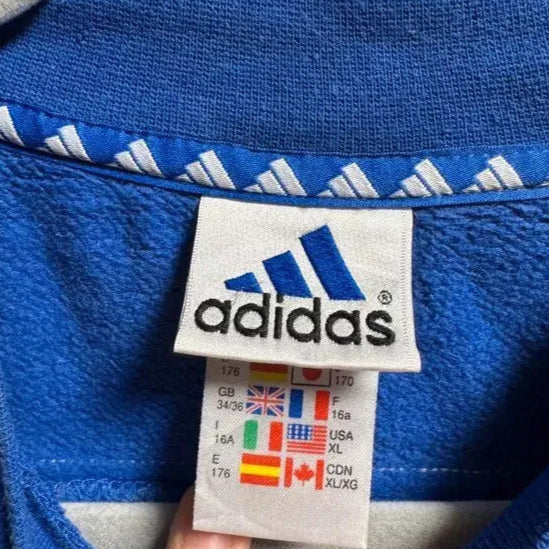 adidas®
176 170
GB F
34/36 16a
I USA
16A XL
E CDN
176 XL/XG